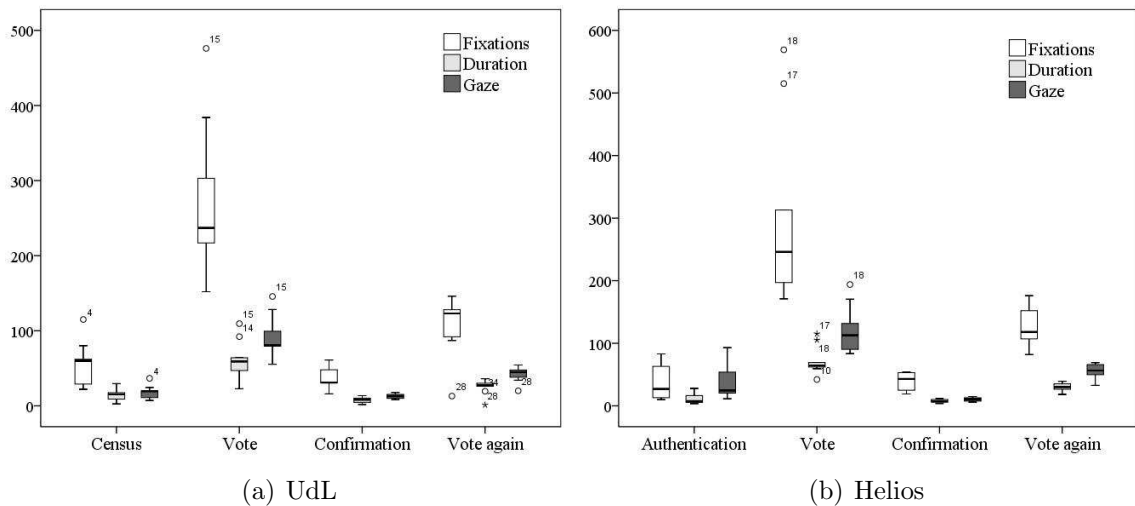 500
400
300
200
100
0
Fixations
Duration
Gaze
4
4
15
15
14
15
28
34
28
28
Census Vote Confirmation Vote again
(a) UdL
600
500
400
300
200
100
0
Fixations
Duration
Gaze
18
17
17
18
10
18
Authentication Vote Confirmation Vote again
(b) Helios